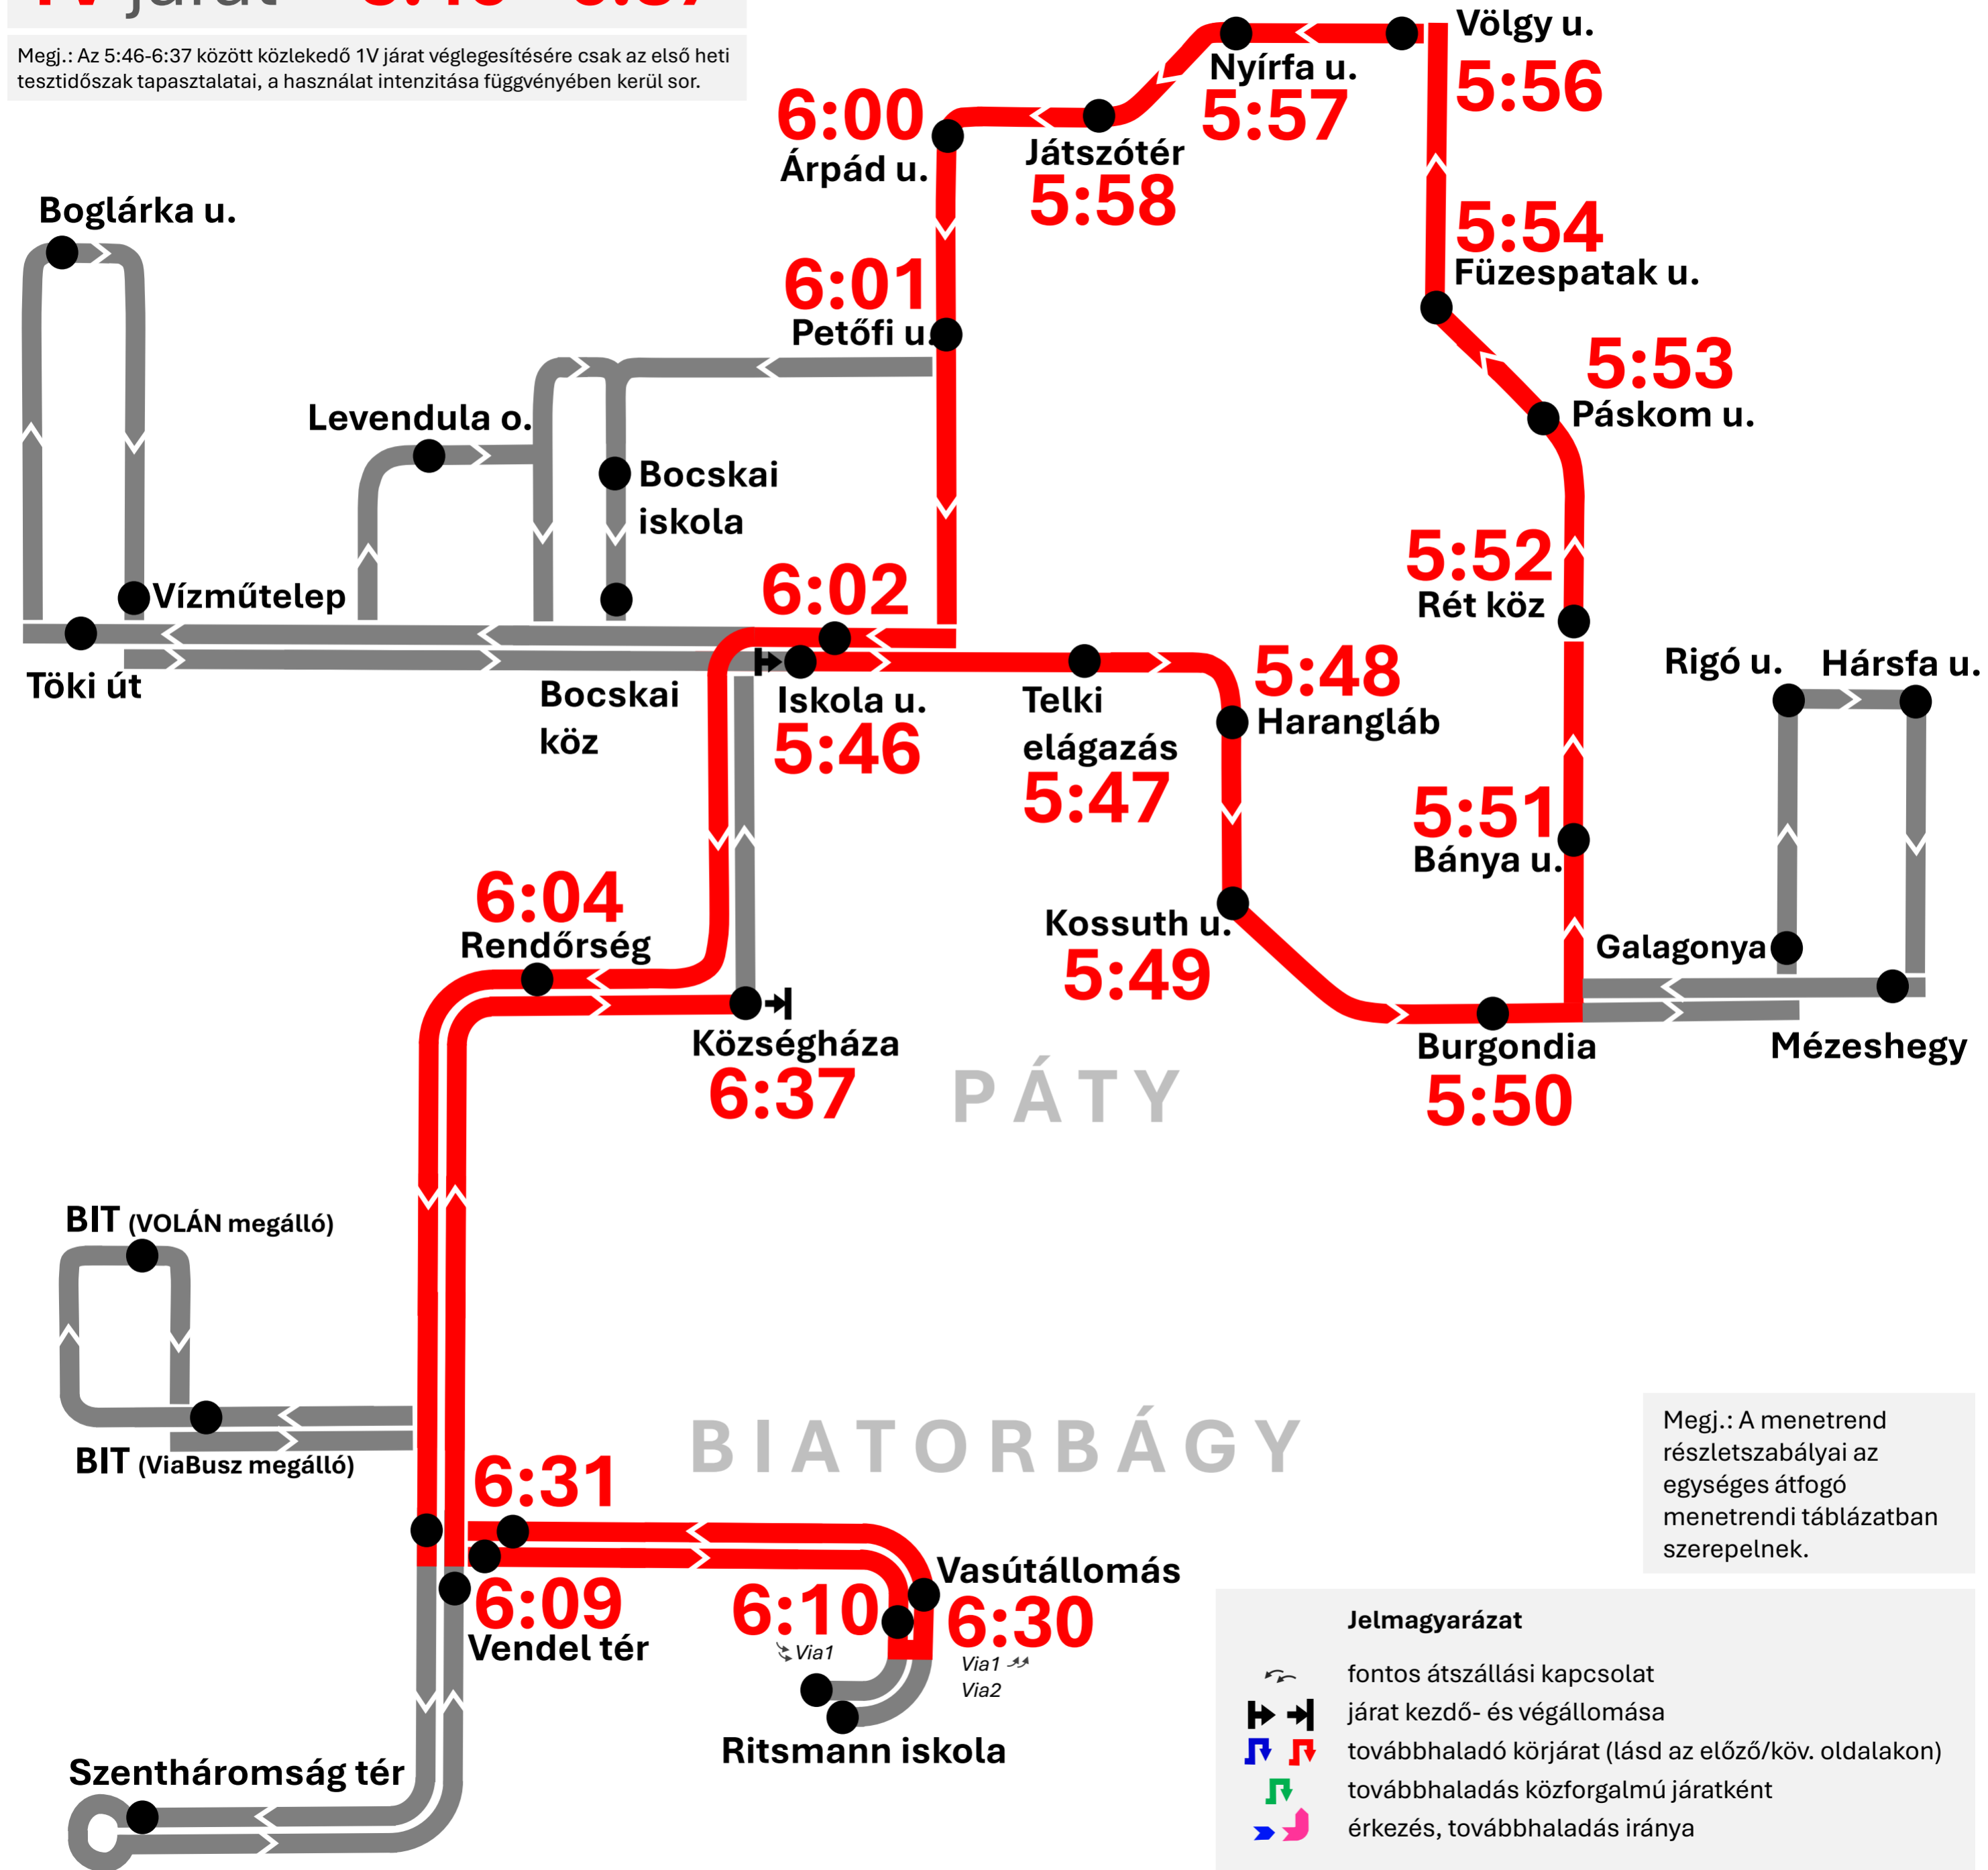 1V járat
Megj.: Az 5:46-6:37 között közlekedő 1V járat véglegesítésére csak az első heti
tesztidőszak tapasztalatai, a használat intenzitása függvényében kerül sor.
Völgy u.
5:56
Nyírfa u.
5:57
6:00
Árpád u.
Játszótér
5:58
Boglárka u.
5:54
Füzespatak u.
6:01
Petőfi u.
5:53
Páskom u.
Levendula o.
Bocskai
iskola
5:52
Rét köz
6:02
Vízműtelep
Töki út
Bocskai
köz
Iskola u.
5:46
Telki
elágazás
5:47
5:48
Harangláb
Rigó u.
Hársfa u.
5:51
Bánya u.
6:04
Rendőrség
Kossuth u.
5:49
Galagonya
Községháza
6:37
Burgondia
5:50
Mézeshegy
PÁTY
BIT (VOLÁN megálló)
BIT (ViaBusz megálló)
BIATORBÁGY
6:31
6:09
Vendel tér
Vasútállomás
6:10
6:30
Via1
Via1
Via2
Ritsmann iskola
Szentháromság tér
Megj.: A menetrend
részletszabályai az
egységes átfogó
menetrendi táblázatban
szerepelnek.
Jelmagyarázat
fontos átszállási kapcsolat
járat kezdő- és végállomása
továbbhaladó körjárat (lásd az előző/köv. oldalakon)
továbbhaladás közforgalmú járatként
érkezés, továbbhaladás iránya